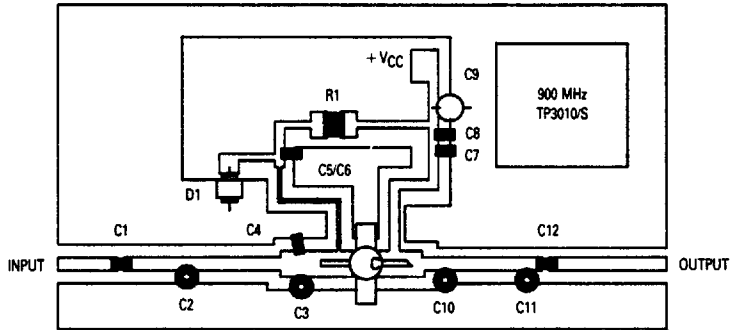 + VCC
C9
R1
900 MHz
TP3010/S
C8
C7
C5/C6
D1
C1
C4
C12
INPUT
OUTPUT
C2
C3
C10
C11